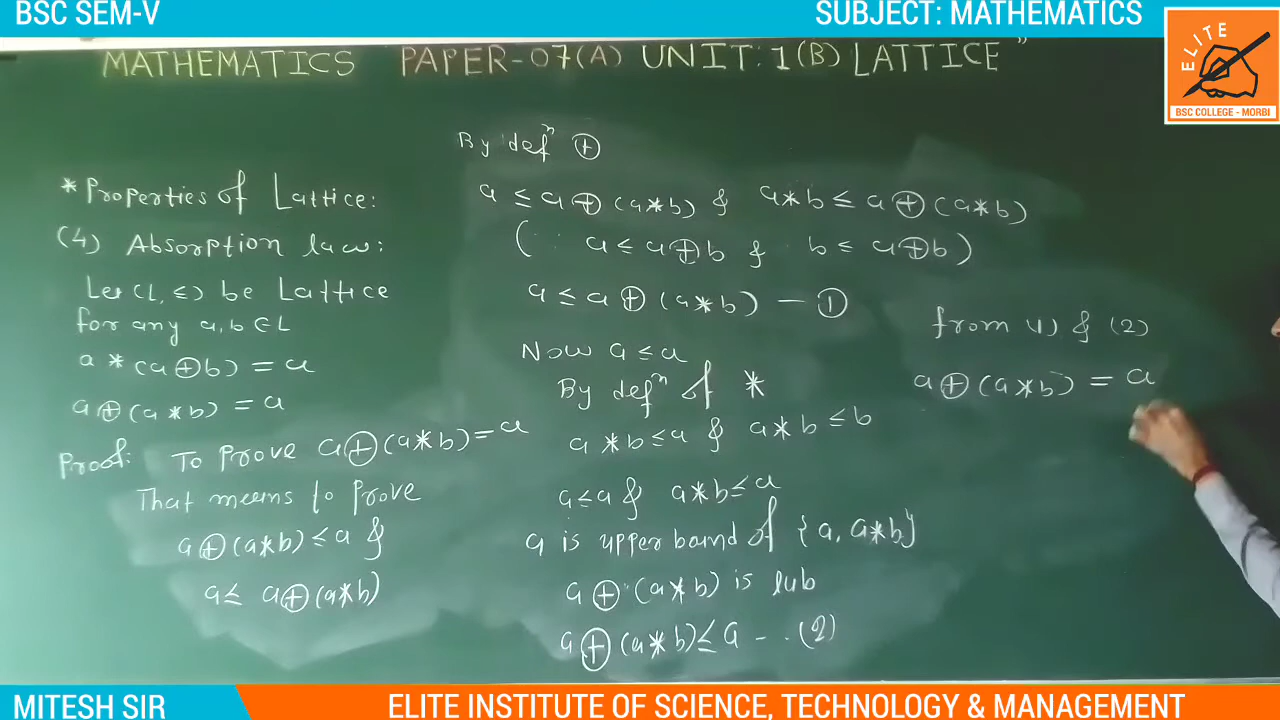 BSC SEM-V
SUBJECT: MATHEMATICS
ELITE
BSC COLLEGE - MORBI
MATHEMATICS PAPER-07(A) UNIT:1(B) LATTICE"
*Properties of Lattice:
(4) Absorption law:
Let (L, ≤) be Lattice
for any a, b ∈ L
a * (a ⊕ b) = a
a ⊕ (a * b) = a
Proof: To prove a ⊕ (a * b) = a
That means to prove
a ⊕ (a * b) ≤ a &
a ≤ a ⊕ (a * b)
By defⁿ ⊕
a ≤ a ⊕ (a * b) & a * b ≤ a ⊕ (a * b)
(∵ a ≤ a ⊕ b & b ≤ a ⊕ b)
a ≤ a ⊕ (a * b) — ①
Now a ≤ a
By defⁿ of *
a * b ≤ a & a * b ≤ b
a ≤ a & a * b ≤ a
a is upper bound of {a, a * b}
a ⊕ (a * b) is lub
a ⊕ (a * b) ≤ a - . . (2)
from (1) & (2)
a ⊕ (a * b) = a
MITESH SIR
ELITE INSTITUTE OF SCIENCE, TECHNOLOGY & MANAGEMENT